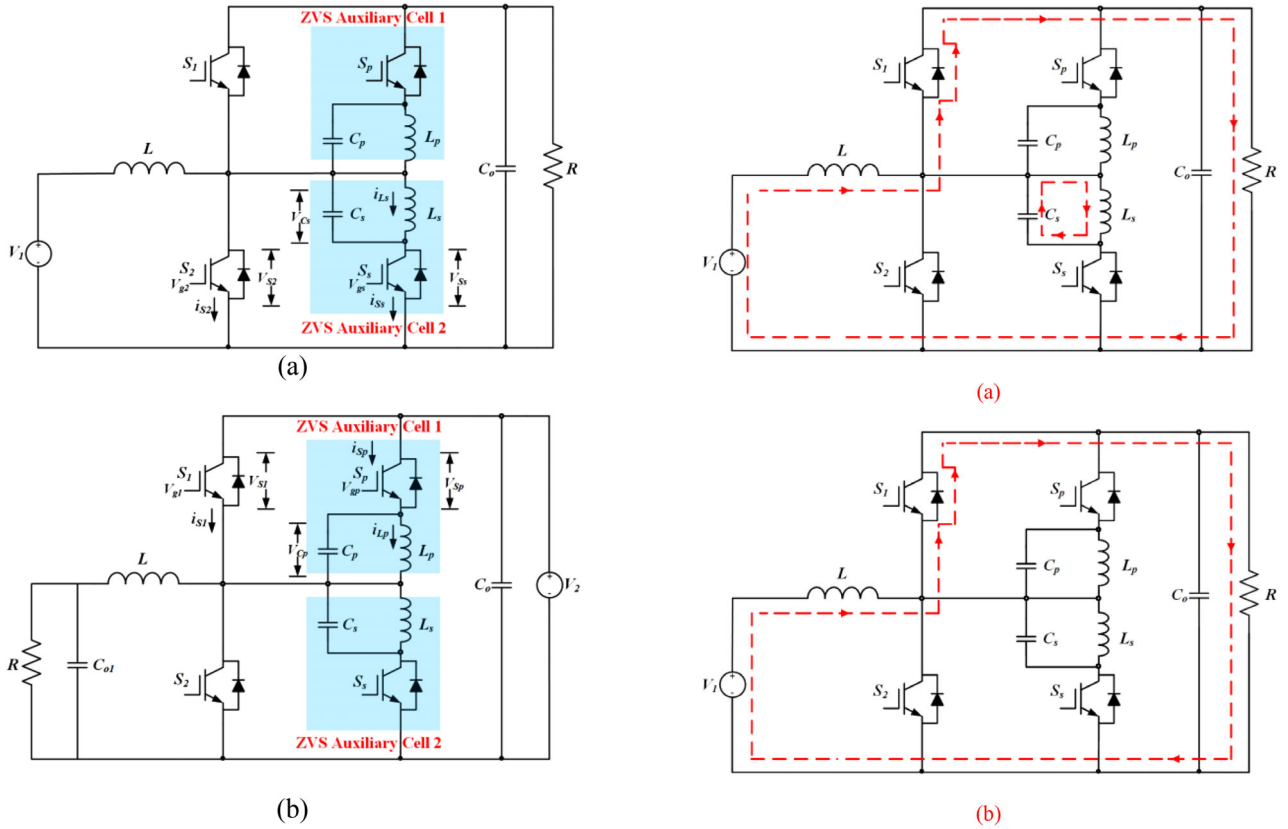 ZVS Auxiliary Cell 1
S1
Sp
Cp
Lp
L
Co
R
VCs
iLs
Cs
Ls
V1
S2
Vg2
VS2
iS2
Ss
Vgs
VSs
iSs
ZVS Auxiliary Cell 2
(a)
S1
Sp
Cp
Lp
L
Co
R
Cs
Ls
V1
S2
Ss
(a)
ZVS Auxiliary Cell 1
iSp
S1
Vg1
VS1
iS1
Sp
Vgp
VSp
VCp
iLp
Cp
Lp
L
Co
V2
Cs
Ls
R
Co1
S2
Ss
ZVS Auxiliary Cell 2
(b)
S1
Sp
Cp
Lp
L
Co
R
Cs
Ls
V1
S2
Ss
(b)